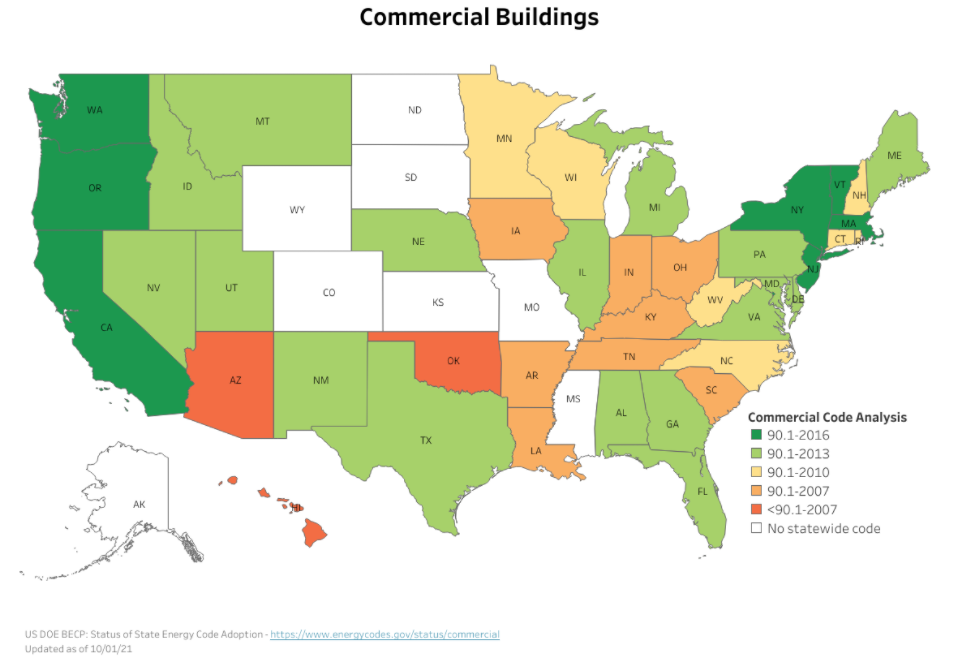 Commercial Buildings
WA
MT
ND
MN
OR
ID
SD
WI
ME
VT
NH
NY
MA
MI
WY
CT
RI
IA
NE
PA
NV
UT
IL
IN
OH
NJ
MD
DE
CO
KS
MO
WV
VA
CA
KY
OK
TN
NC
AZ
NM
AR
SC
MS
AL
GA
TX
LA
FL
AK
HI
Commercial Code Analysis
90.1-2016
90.1-2013
90.1-2010
90.1-2007
<90.1-2007
No statewide code
US DOE BECP: Status of State Energy Code Adoption - https://www.energycodes.gov/status/commercial
Updated as of 10/01/21